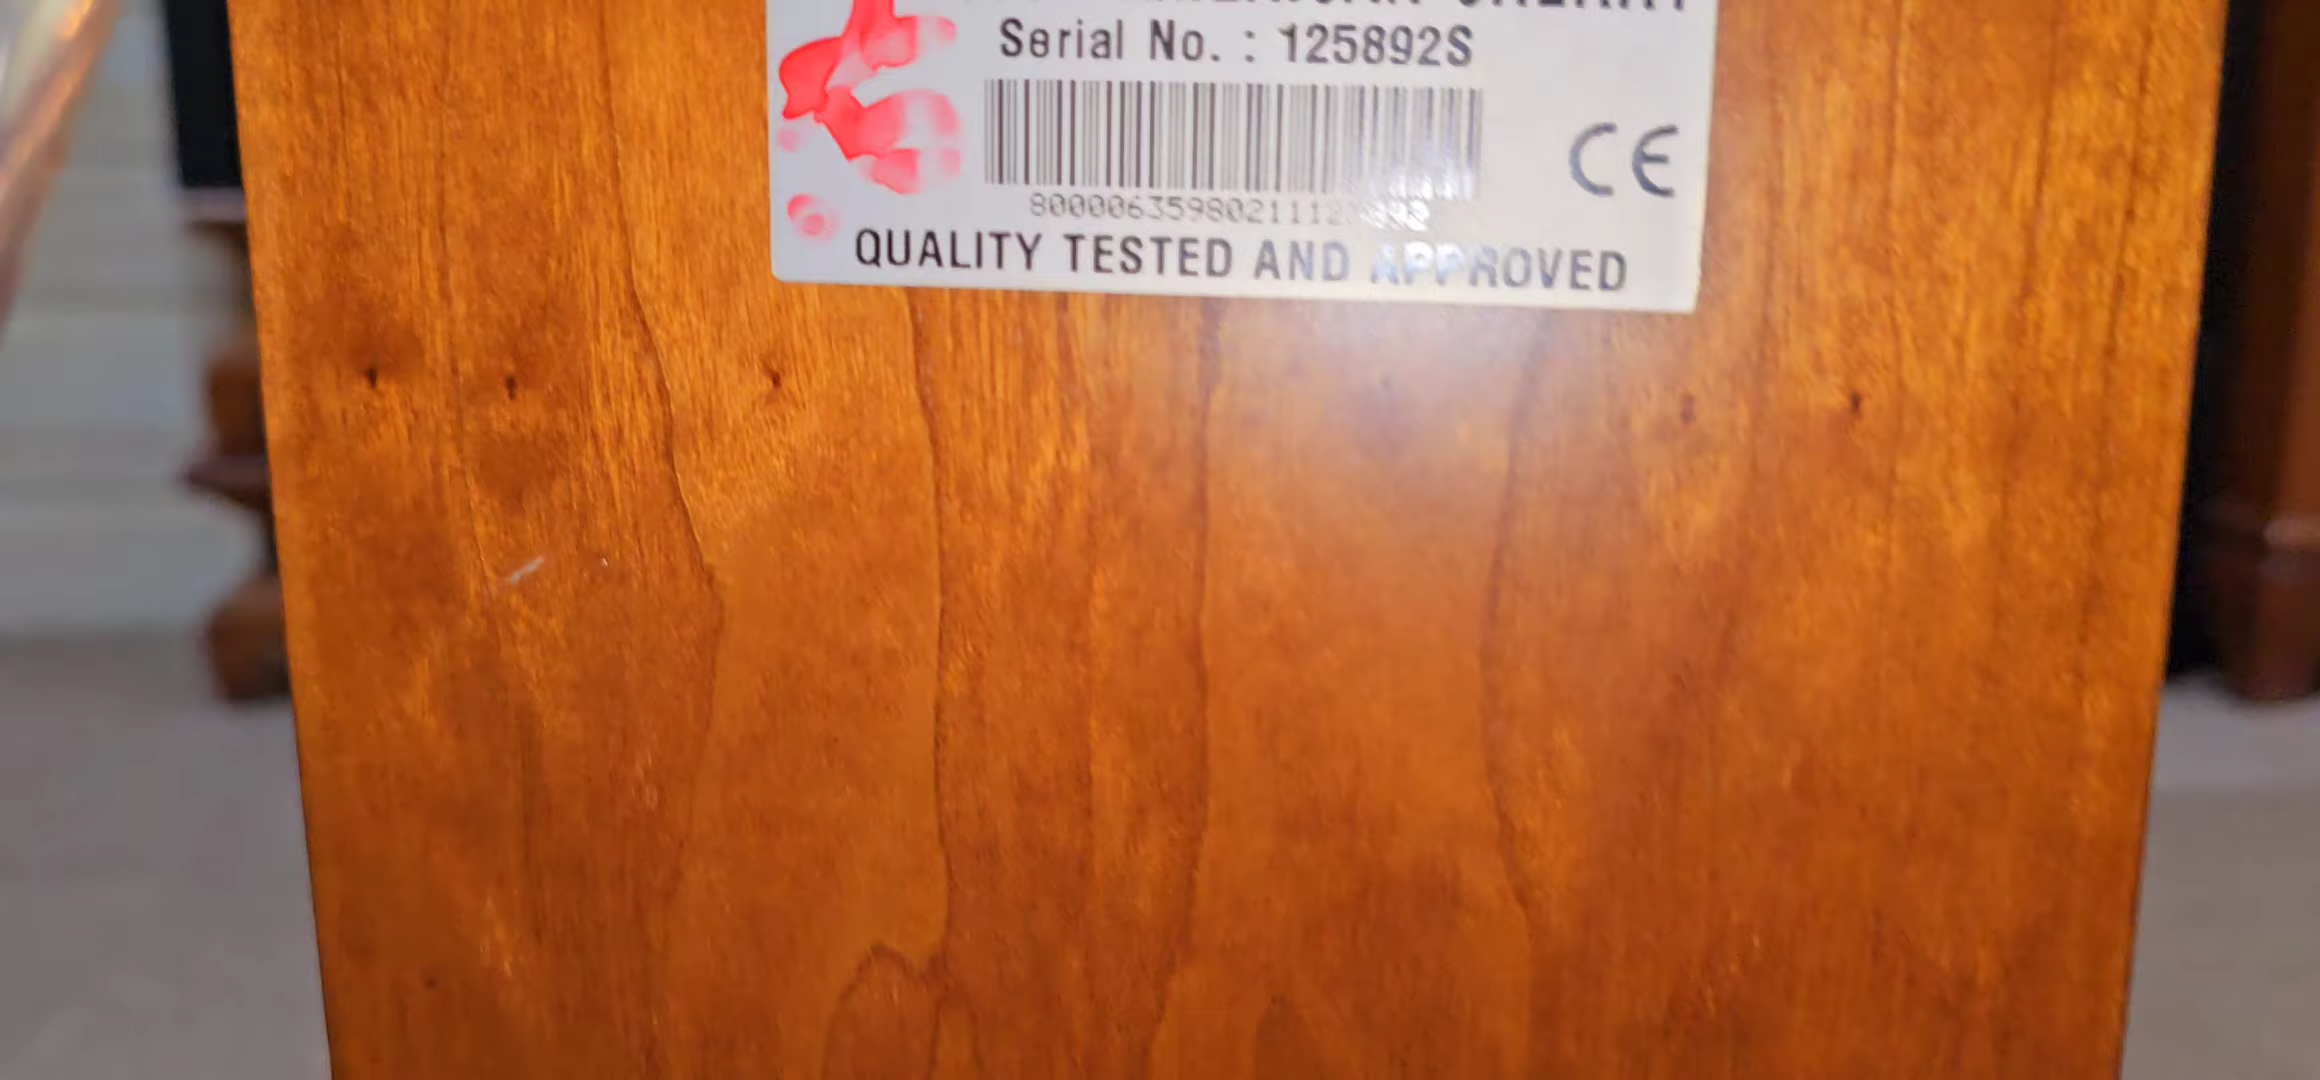 Serial No. : 125892S
CE
QUALITY TESTED AND APPROVED